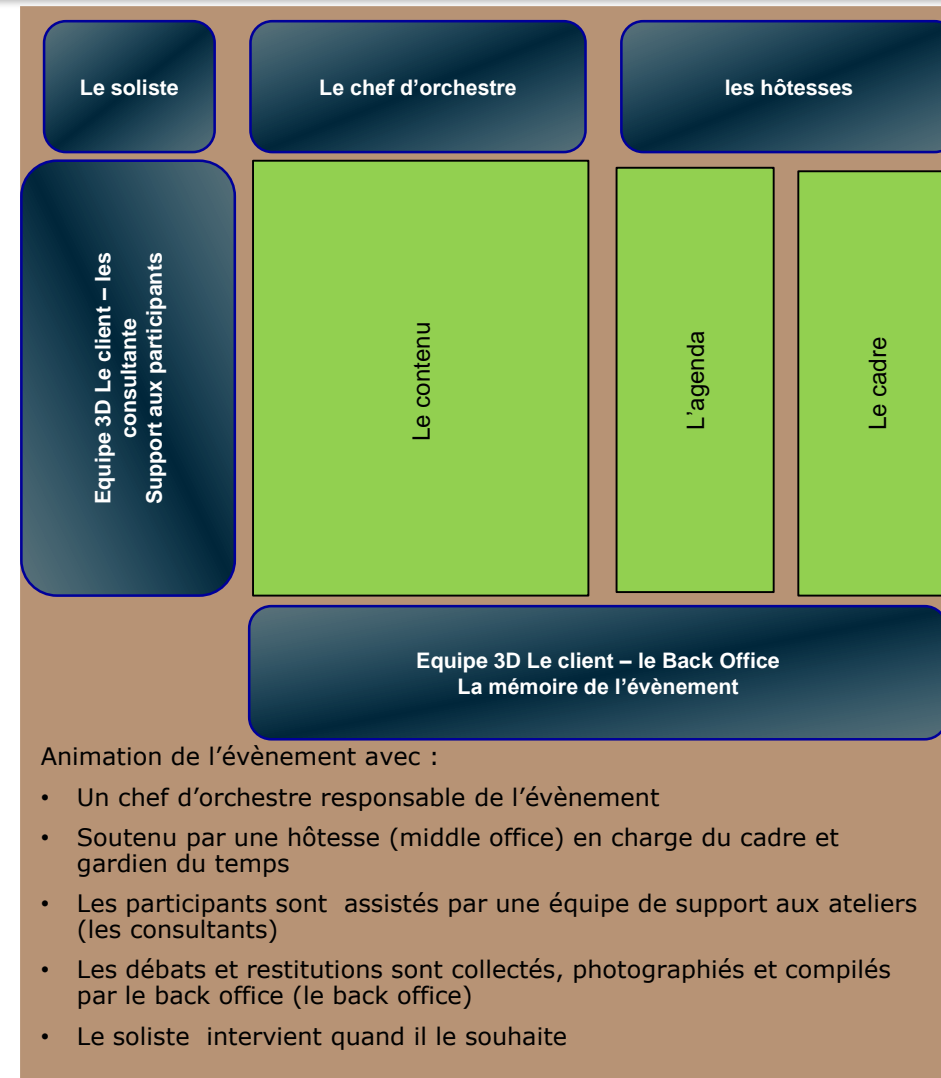 Le soliste
Le chef d’orchestre
les hôtesses
Equipe 3D Le client – les
consultante
Support aux participants
Le contenu
L’agenda
Le cadre
Equipe 3D Le client – le Back Office
La mémoire de l’évènement
Animation de l’évènement avec :
• Un chef d’orchestre responsable de l’évènement
• Soutenu par une hôtesse (middle office) en charge du cadre et
gardien du temps
• Les participants sont assistés par une équipe de support aux ateliers
(les consultants)
• Les débats et restitutions sont collectés, photographiés et compilés
par le back office (le back office)
• Le soliste intervient quand il le souhaite